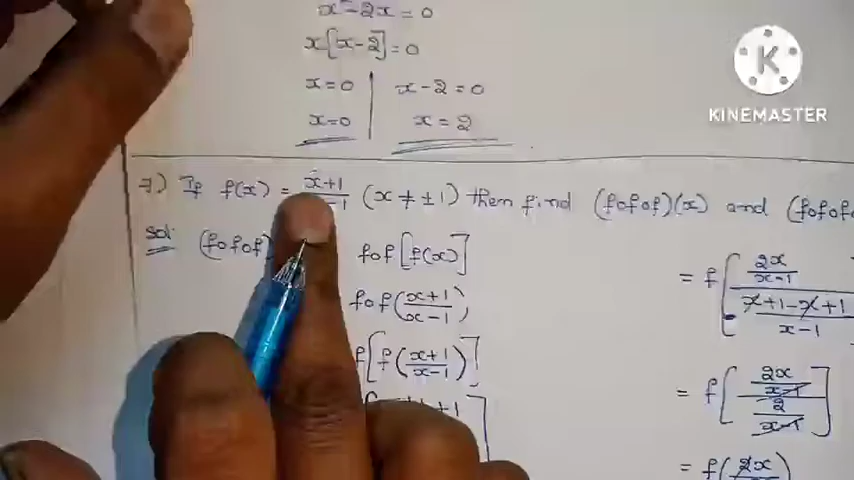 x²-2x=0
x[x-2]=0
x=0 x-2=0
x=0 x=2
KINEMASTER
7) If f(x) = x+1/x-1 (x≠±1) then find (fofof)(x) and (fofof
Sol: (fofof) fof[f(x)]
fof(x+1/x-1)
f[f(x+1/x-1)]
= f[2x/x-1 / x+1-x+1/x-1
= f[2x/x-1 / 2/x-1]
= f(2x